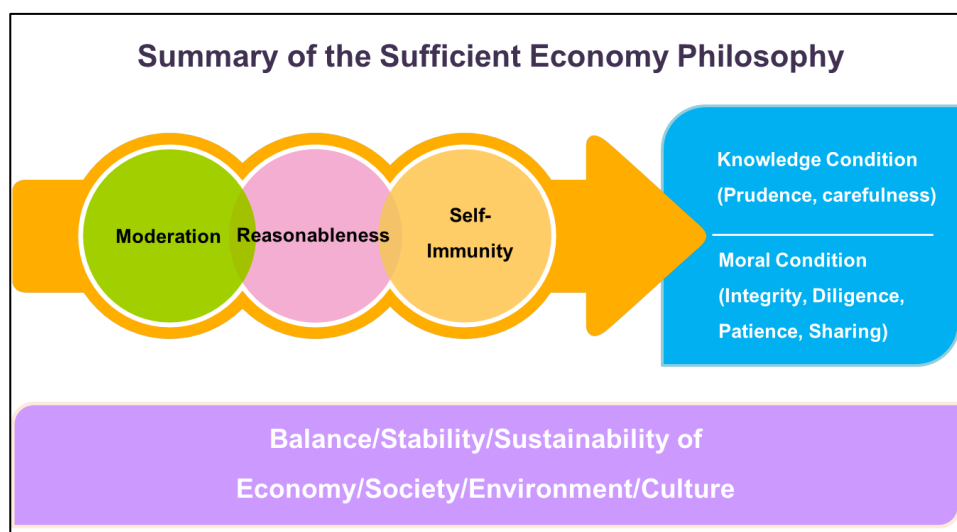 Summary of the Sufficient Economy Philosophy
Moderation
Reasonableness
Self-
Immunity
Knowledge Condition
(Prudence, carefulness)
Moral Condition
(Integrity, Diligence,
Patience, Sharing)
Balance/Stability/Sustainability of
Economy/Society/Environment/Culture